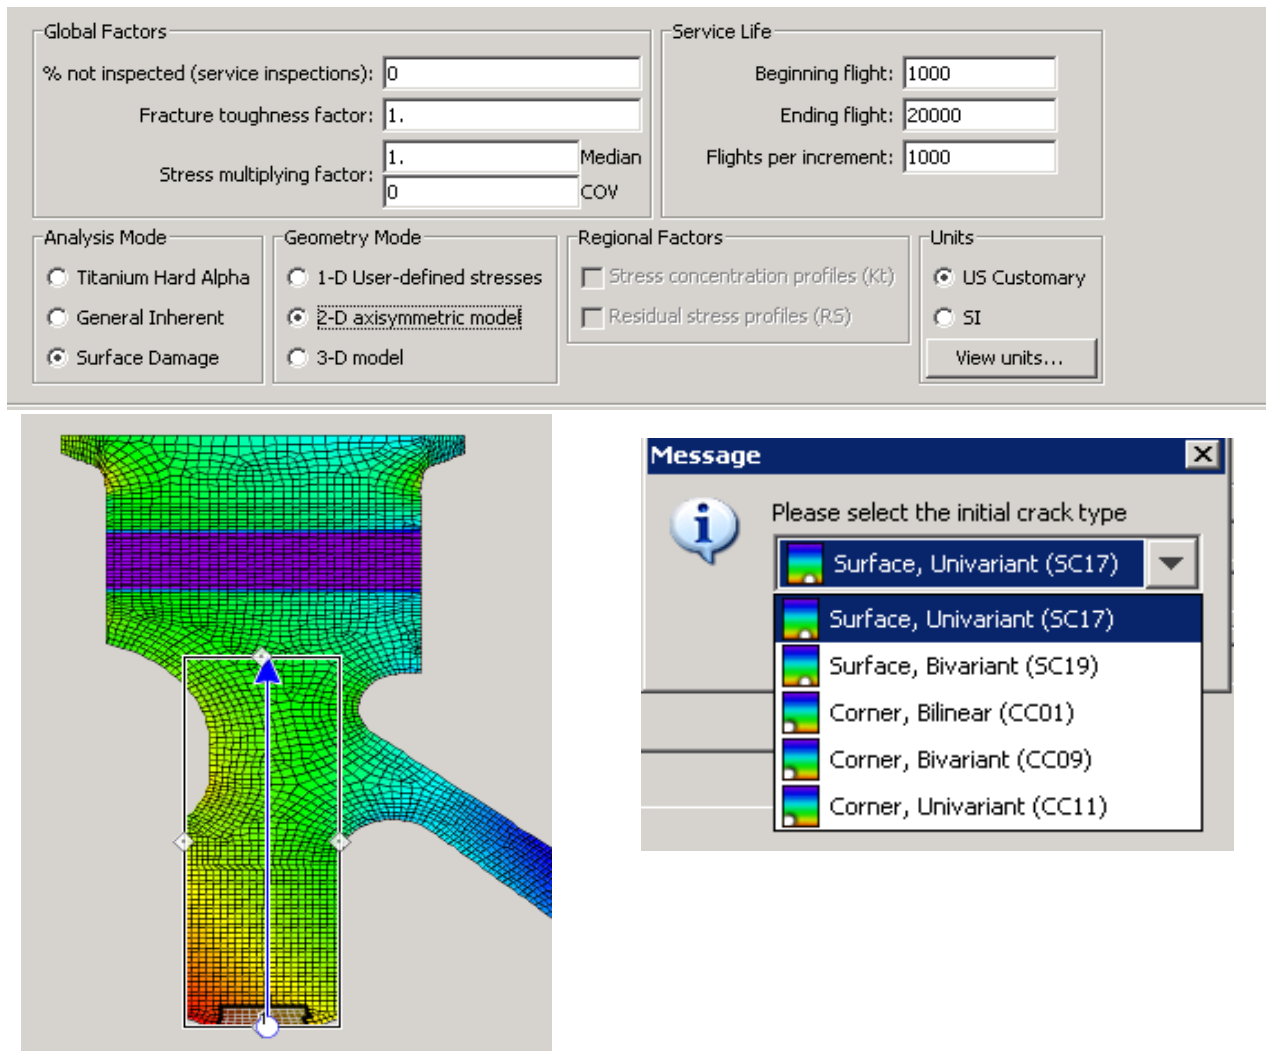 Global Factors
% not inspected (service inspections): 0
Fracture toughness factor: 1.
Stress multiplying factor: 1. Median
0 COV
Service Life
Beginning flight: 1000
Ending flight: 20000
Flights per increment: 1000
Analysis Mode
Titanium Hard Alpha
General Inherent
Surface Damage
Geometry Mode
1-D User-defined stresses
2-D axisymmetric model
3-D model
Regional Factors
Stress concentration profiles (Kt)
Residual stress profiles (RS)
Units
US Customary
SI
View units...
Message
Please select the initial crack type
Surface, Univariant (SC17)
Surface, Univariant (SC17)
Surface, Bivariant (SC19)
Corner, Bilinear (CC01)
Corner, Bivariant (CC09)
Corner, Univariant (CC11)